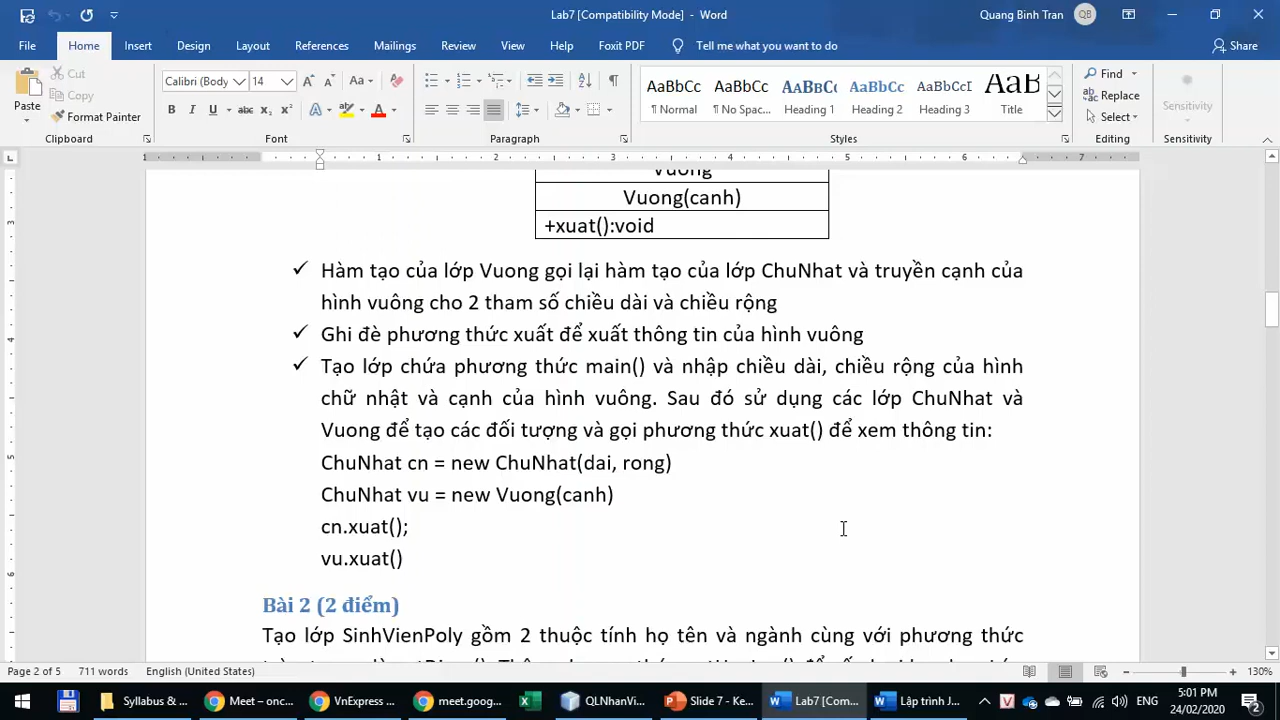 Lab7 [Compatibility Mode] - Word
Quang Binh Tran
QB
File Home Insert Design Layout References Mailings Review View Help Foxit PDF Tell me what you want to do Share
Paste
Cut
Copy
Format Painter
Clipboard
Calibri (Body 14
Font
Paragraph
AaBbCc AaBbCc AaBbCc AaBbCc AaBbCcI AaB
¶ Normal ¶ No Spac... Heading 1 Heading 2 Heading 3 Title
Styles
Find
Replace
Select
Editing
Sensitivity
Sensitivity
1 1 2 3 4 5 6 7
Vuong
Vuong(canh)
+xuat():void
✓ Hàm tạo của lớp Vuong gọi lại hàm tạo của lớp ChuNhat và truyền cạnh của
hình vuông cho 2 tham số chiều dài và chiều rộng
✓ Ghi đè phương thức xuất để xuất thông tin của hình vuông
✓ Tạo lớp chứa phương thức main() và nhập chiều dài, chiều rộng của hình
chữ nhật và cạnh của hình vuông. Sau đó sử dụng các lớp ChuNhat và
Vuong để tạo các đối tượng và gọi phương thức xuat() để xem thông tin:
ChuNhat cn = new ChuNhat(dai, rong)
ChuNhat vu = new Vuong(canh)
cn.xuat();
vu.xuat()
Bài 2 (2 điểm)
Tạo lớp SinhVienPoly gồm 2 thuộc tính họ tên và ngành cùng với phương thức
Page 2 of 5 711 words English (United States) 130%
Syllabus & ... Meet – onc... VnExpress ... meet.goog... QLNhanVi... Slide 7 - Ke... Lab7 [Com... Lập trình J...
ENG
5:01 PM
24/02/2020
2